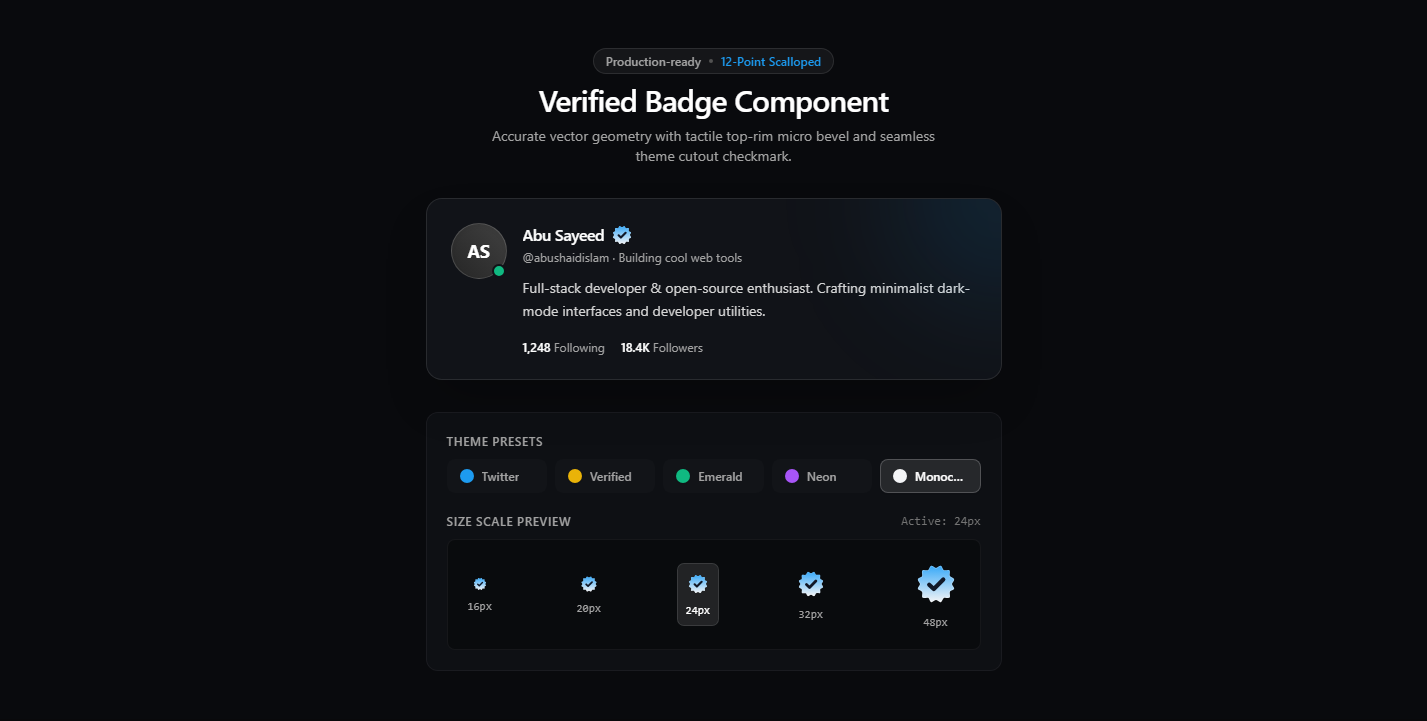 Production-ready • 12-Point Scalloped
Verified Badge Component
Accurate vector geometry with tactile top-rim micro bevel and seamless
theme cutout checkmark.
AS
Abu Sayeed
@abushaidislam · Building cool web tools
Full-stack developer & open-source enthusiast. Crafting minimalist dark-
mode interfaces and developer utilities.
1,248 Following 18.4K Followers
THEME PRESETS
Twitter Verified Emerald Neon Monoc...
SIZE SCALE PREVIEW Active: 24px
16px 20px 24px 32px 48px